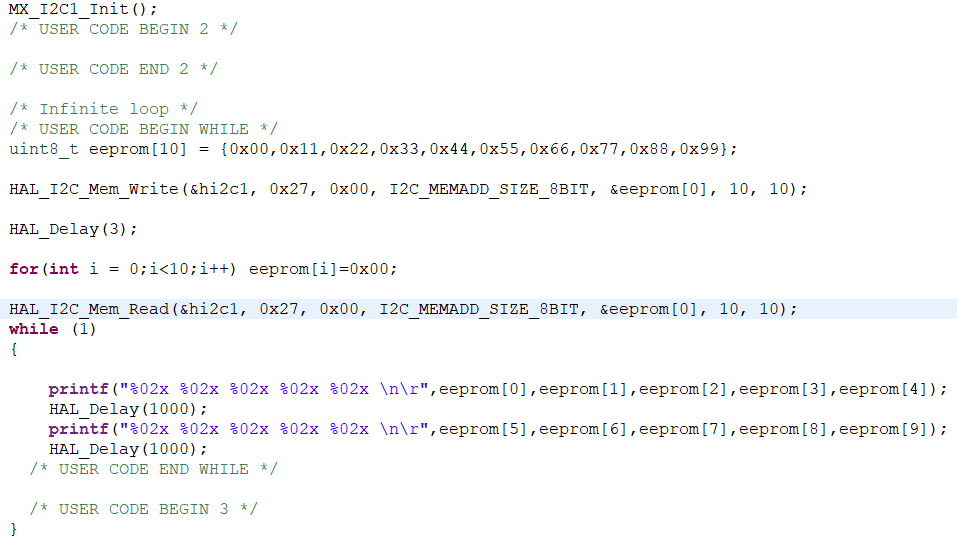 MX_I2C1_Init();
/* USER CODE BEGIN 2 */
/* USER CODE END 2 */
/* Infinite loop */
/* USER CODE BEGIN WHILE */
uint8_t eeprom[10] = {0x00,0x11,0x22,0x33,0x44,0x55,0x66,0x77,0x88,0x99};
HAL_I2C_Mem_Write(&hi2c1, 0x27, 0x00, I2C_MEMADD_SIZE_8BIT, &eeprom[0], 10, 10);
HAL_Delay(3);
for(int i = 0;i<10;i++) eeprom[i]=0x00;
HAL_I2C_Mem_Read(&hi2c1, 0x27, 0x00, I2C_MEMADD_SIZE_8BIT, &eeprom[0], 10, 10);
while (1)
{
printf("%02x %02x %02x %02x %02x \n\r",eeprom[0],eeprom[1],eeprom[2],eeprom[3],eeprom[4]);
HAL_Delay(1000);
printf("%02x %02x %02x %02x %02x \n\r",eeprom[5],eeprom[6],eeprom[7],eeprom[8],eeprom[9]);
HAL_Delay(1000);
/* USER CODE END WHILE */
/* USER CODE BEGIN 3 */
}